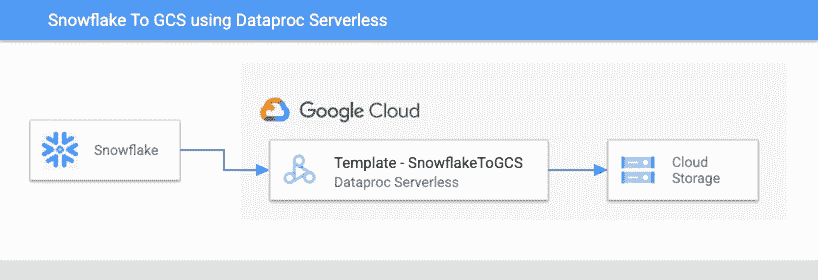 Snowflake To GCS using Dataproc Serverless
Google Cloud
Snowflake
Template - SnowflakeToGCS
Dataproc Serverless
Cloud
Storage